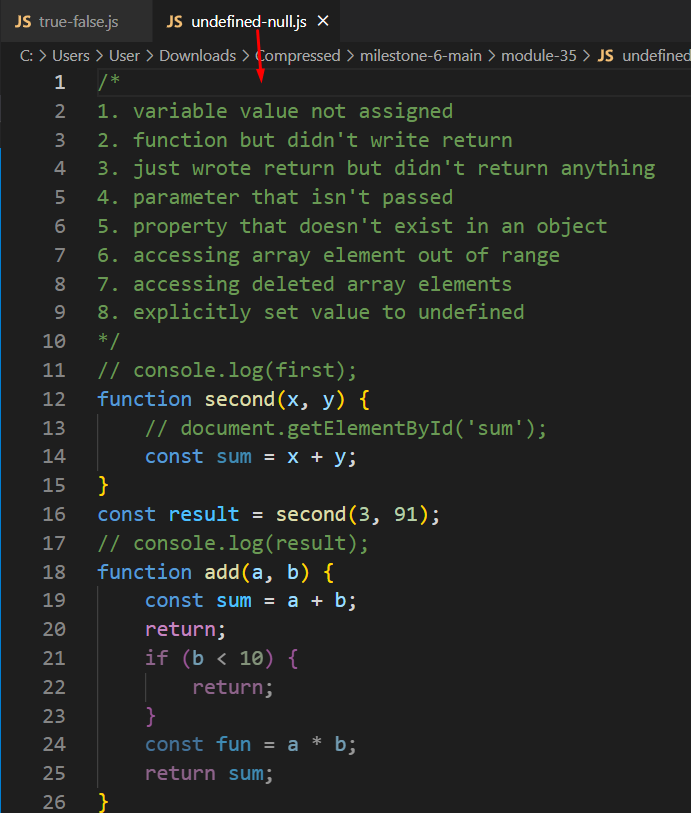 JS true-false.js JS undefined-null.js ×
C: > Users > User > Downloads > Compressed > milestone-6-main > module-35 > JS undefined
1 /*
2 1. variable value not assigned
3 2. function but didn't write return
4 3. just wrote return but didn't return anything
5 4. parameter that isn't passed
6 5. property that doesn't exist in an object
7 6. accessing array element out of range
8 7. accessing deleted array elements
9 8. explicitly set value to undefined
10 */
11 // console.log(first);
12 function second(x, y) {
13 // document.getElementById('sum');
14 const sum = x + y;
15 }
16 const result = second(3, 91);
17 // console.log(result);
18 function add(a, b) {
19 const sum = a + b;
20 return;
21 if (b < 10) {
22 return;
23 }
24 const fun = a * b;
25 return sum;
26 }